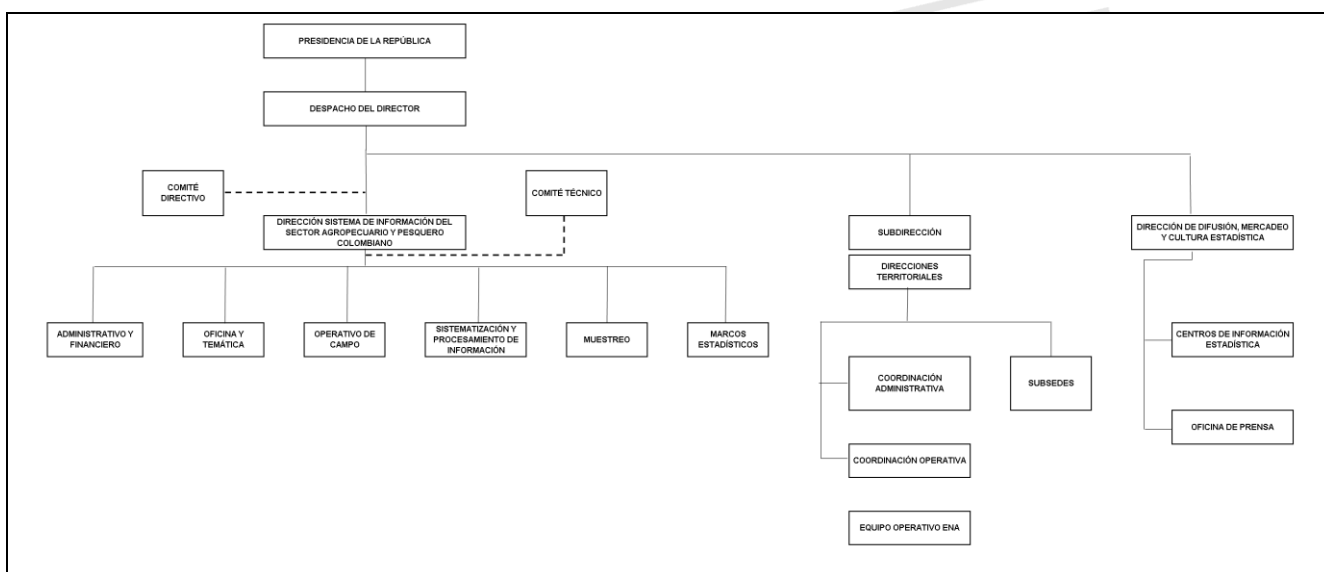 PRESIDENCIA DE LA REPÚBLICA
DESPACHO DEL DIRECTOR
COMITÉ
DIRECTIVO
COMITÉ TÉCNICO
DIRECCIÓN SISTEMA DE INFORMACIÓN DEL
SECTOR AGROPECUARIO Y PESQUERO
COLOMBIANO
SUBDIRECCIÓN
DIRECCIÓN DE DIFUSIÓN, MERCADEO
Y CULTURA ESTADÍSTICA
DIRECCIONES
TERRITORIALES
ADMINISTRATIVO Y
FINANCIERO
OFICINA Y
TEMÁTICA
OPERATIVO DE
CAMPO
SISTEMATIZACIÓN Y
PROCESAMIENTO DE
INFORMACIÓN
MUESTREO
MARCOS
ESTADÍSTICOS
CENTROS DE INFORMACIÓN
ESTADÍSTICA
COORDINACIÓN
ADMINISTRATIVA
SUBSEDES
OFICINA DE PRENSA
COORDINACIÓN OPERATIVA
EQUIPO OPERATIVO ENA